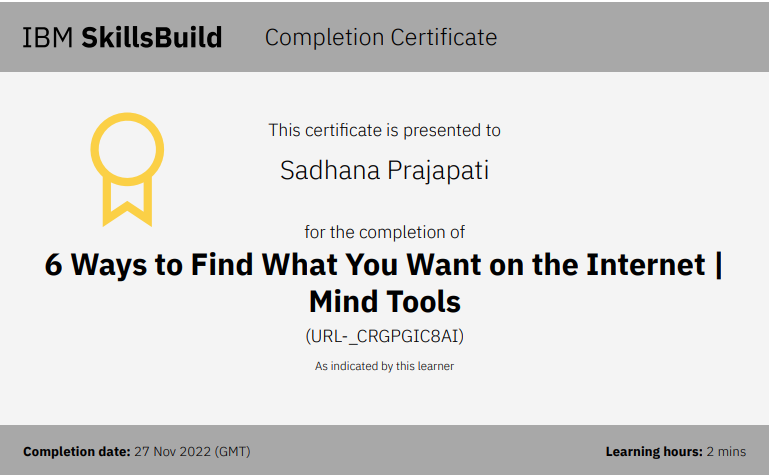 IBM SkillsBuild Completion Certificate
This certificate is presented to
Sadhana Prajapati
for the completion of
6 Ways to Find What You Want on the Internet |
Mind Tools
(URL-_CRGPGIC8AI)
As indicated by this learner
Completion date: 27 Nov 2022 (GMT) Learning hours: 2 mins